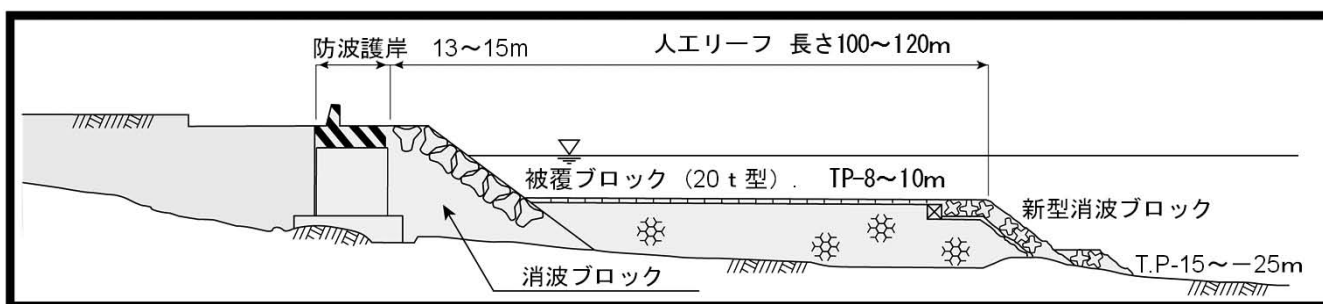 防波護岸 13～15m
人工リーフ 長さ100～120m
被覆ブロック（20ｔ型）. TP-8～10m
新型消波ブロック
T.P-15～－25m
消波ブロック